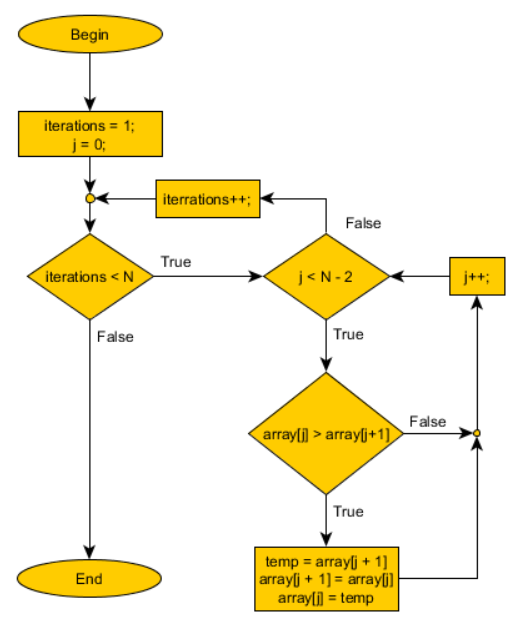 Begin
iterations = 1;
j = 0;
iterrations++;
False
iterations < N
True
j < N - 2
j++;
False
True
array[j] > array[j+1]
False
True
temp = array[j + 1]
array[j + 1] = array[j]
array[j] = temp
End